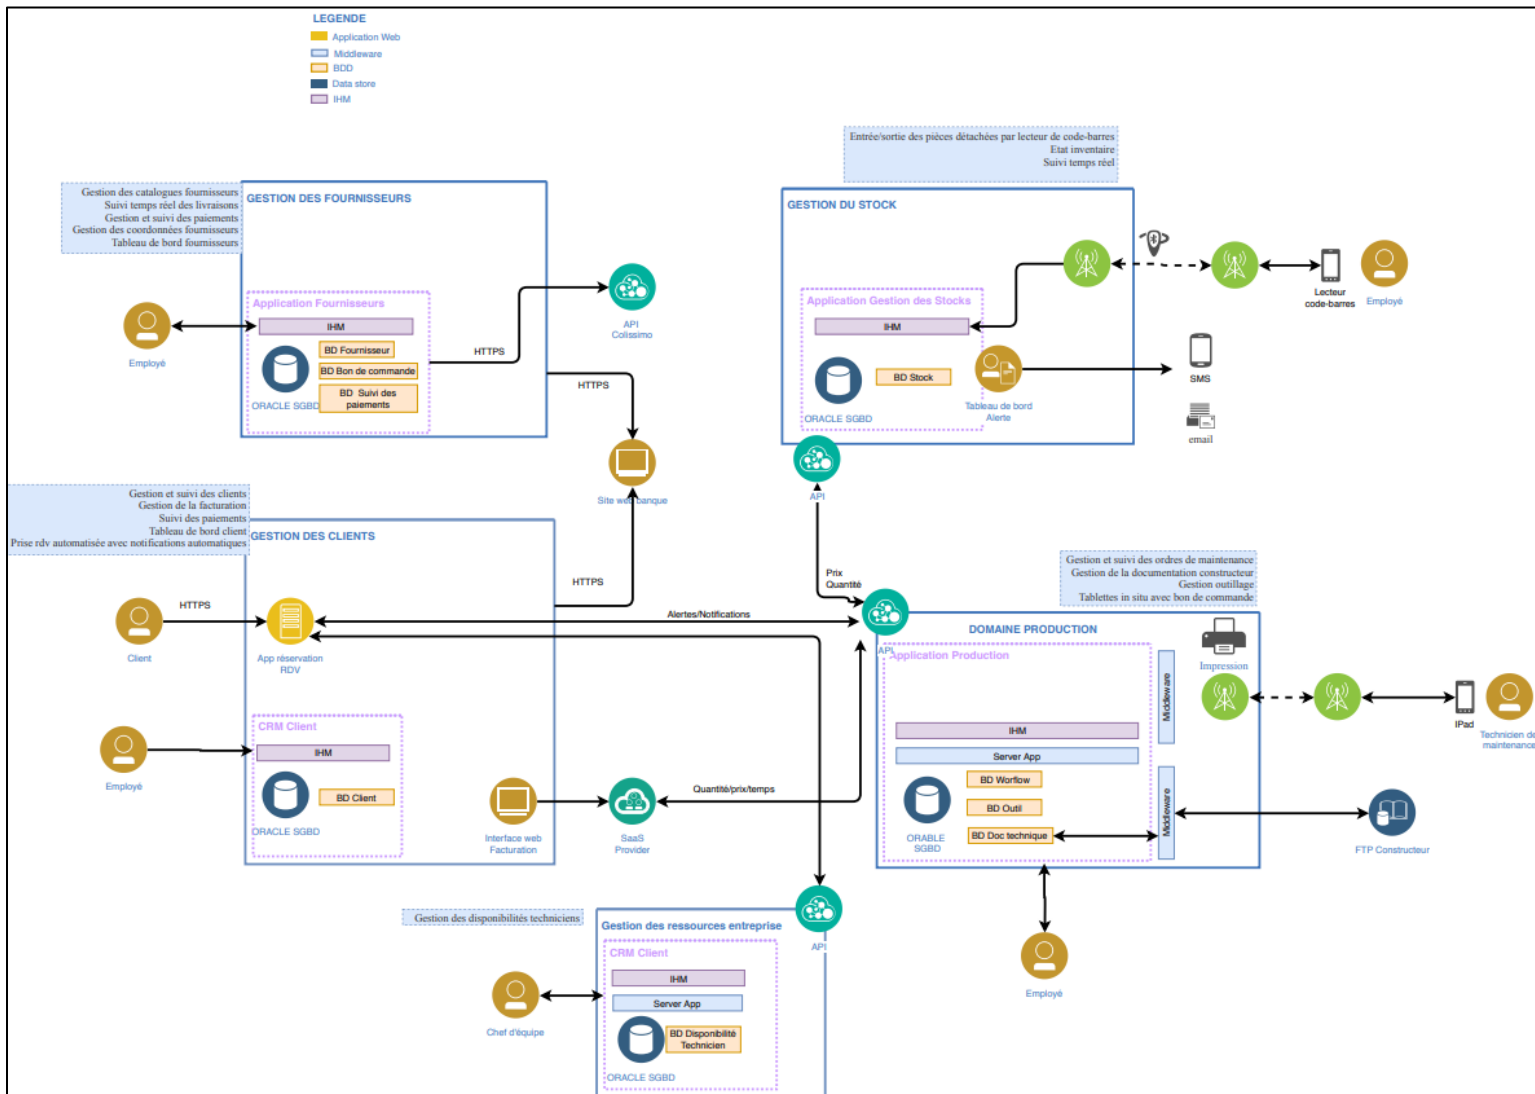 LEGENDE
Application Web
Middleware
BDD
Data store
IHM
Entrée/sortie des pièces détachées par lecteur de code-barres
Etat inventaire
Suivi temps réel
Gestion des catalogues fournisseurs
Suivi temps réel des livraisons
Gestion et suivi des paiements
Gestion des coordonnées fournisseurs
Tableau de bord fournisseurs
GESTION DES FOURNISSEURS
Application Fournisseurs
IHM
BD Fournisseur
BD Bon de commande
BD Suivi des
paiements
ORACLE SGBD
Employé
HTTPS
API
Colissimo
HTTPS
Site web banque
GESTION DU STOCK
Application Gestion des Stocks
IHM
BD Stock
ORACLE SGBD
Tableau de bord
Alerte
Lecteur
code-barres
Employé
SMS
email
API
Prix
Quantité
Gestion et suivi des clients
Gestion de la facturation
Suivi des paiements
Tableau de bord client
Prise rdv automatisée avec notifications automatiques
GESTION DES CLIENTS
HTTPS
HTTPS
Client
App réservation
RDV
Alertes/Notifications
CRM Client
IHM
BD Client
ORACLE SGBD
Employé
Interface web
Facturation
SaaS
Provider
Quantité/prix/temps
Gestion et suivi des ordres de maintenance
Gestion de la documentation constructeur
Gestion outillage
Tablettes in situ avec bon de commande
API
DOMAINE PRODUCTION
Application Production
Impression
Middleware
IHM
Server App
BD Worflow
BD Outil
BD Doc technique
ORABLE
SGBD
Middleware
IPad
Technicien de
maintenance
FTP Constructeur
Employé
Gestion des disponibilités techniciens
Gestion des ressources entreprise
API
CRM Client
IHM
Server App
BD Disponibilité
Technicien
ORACLE SGBD
Chef d'équipe